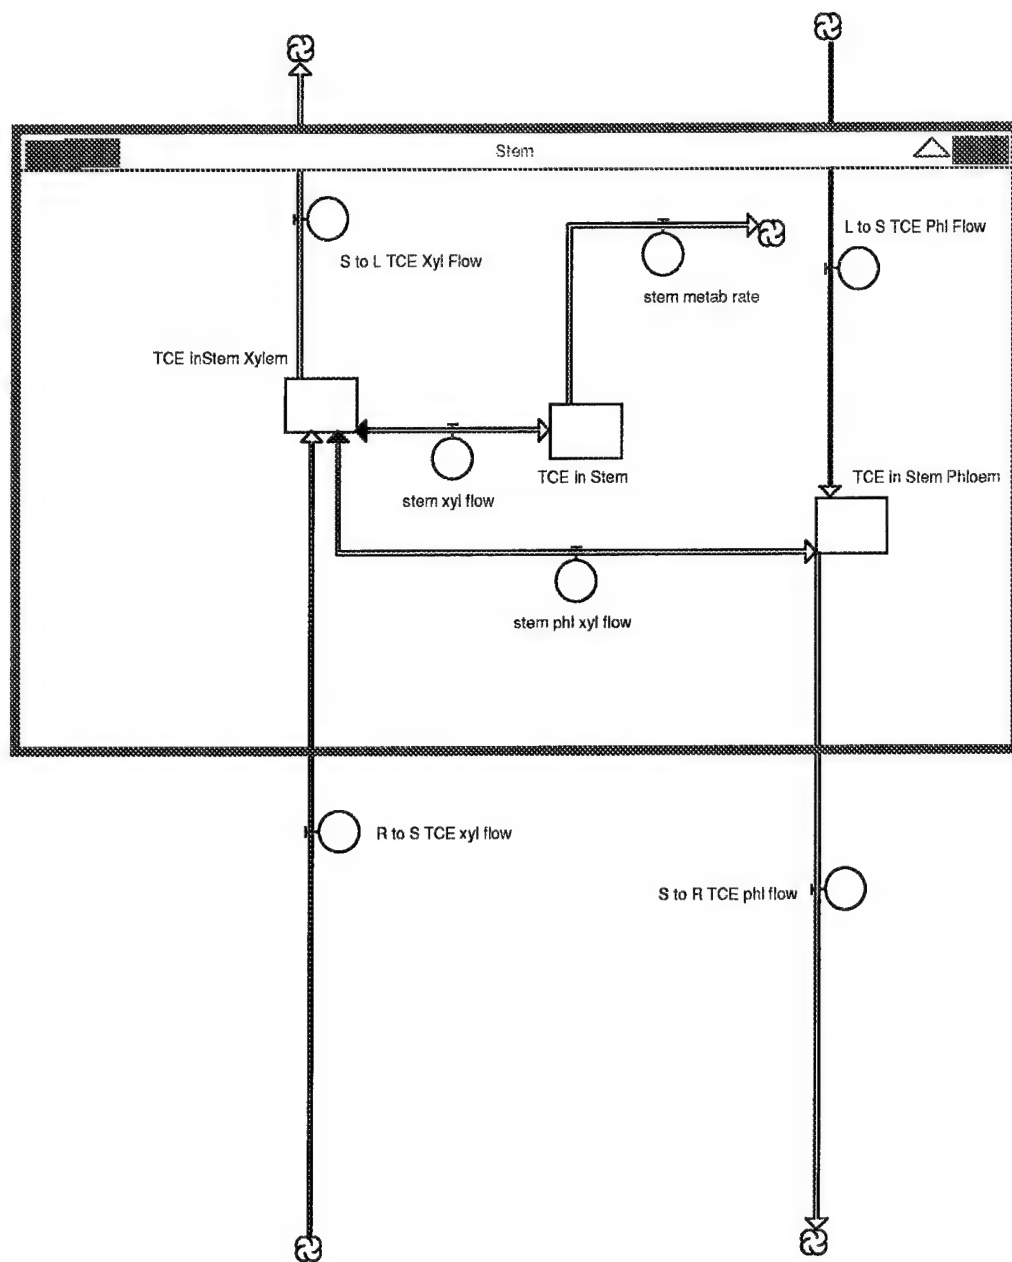 Stem
L to S TCE Phl Flow
S to L TCE Xyl Flow
stem metab rate
TCE inStem Xylem
TCE in Stem
TCE in Stem Phloem
stem xyl flow
stem phl xyl flow
R to S TCE xyl flow
S to R TCE phl flow